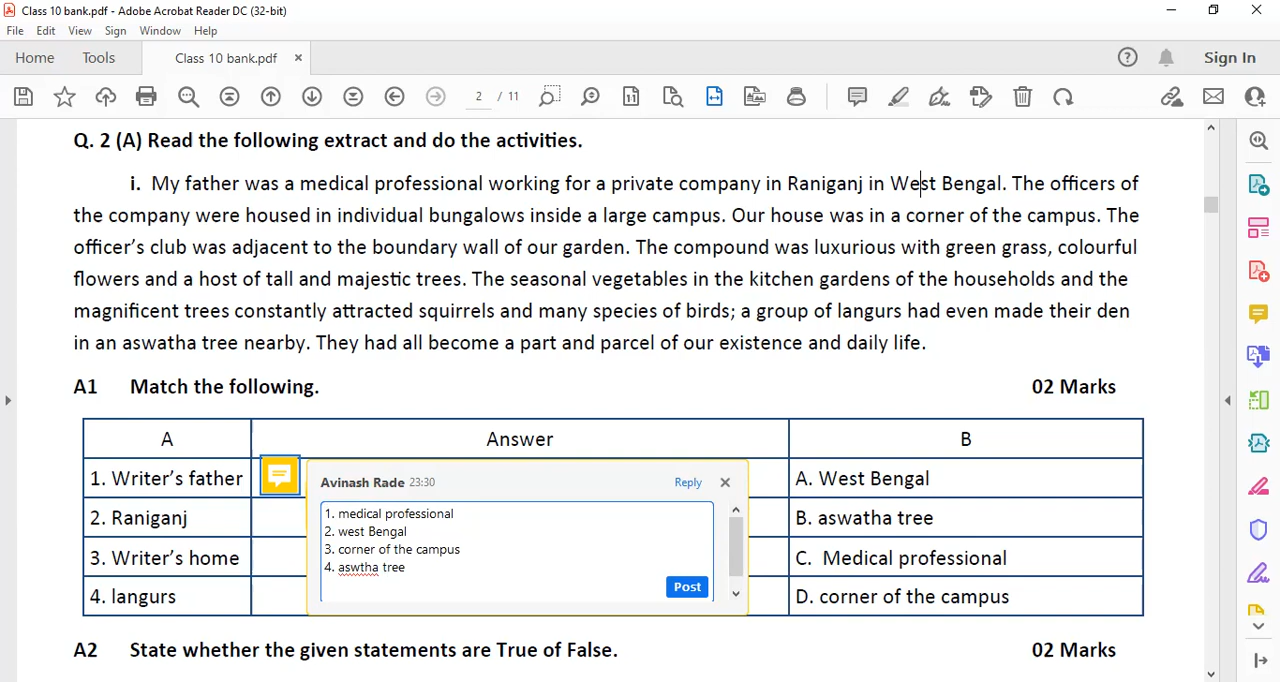 Class 10 bank.pdf - Adobe Acrobat Reader DC (32-bit)
File Edit View Sign Window Help
Home Tools Class 10 bank.pdf × Sign In
2 / 11
Q. 2 (A) Read the following extract and do the activities.
i. My father was a medical professional working for a private company in Raniganj in West Bengal. The officers of
the company were housed in individual bungalows inside a large campus. Our house was in a corner of the campus. The
officer's club was adjacent to the boundary wall of our garden. The compound was luxurious with green grass, colourful
flowers and a host of tall and majestic trees. The seasonal vegetables in the kitchen gardens of the households and the
magnificent trees constantly attracted squirrels and many species of birds; a group of langurs had even made their den
in an aswatha tree nearby. They had all become a part and parcel of our existence and daily life.
A1 Match the following. 02 Marks
A Answer B
1. Writer's father A. West Bengal
2. Raniganj B. aswatha tree
3. Writer's home C. Medical professional
4. langurs D. corner of the campus
Avinash Rade 23:30 Reply
1. medical professional
2. west Bengal
3. corner of the campus
4. aswtha tree
Post
A2 State whether the given statements are True of False. 02 Marks